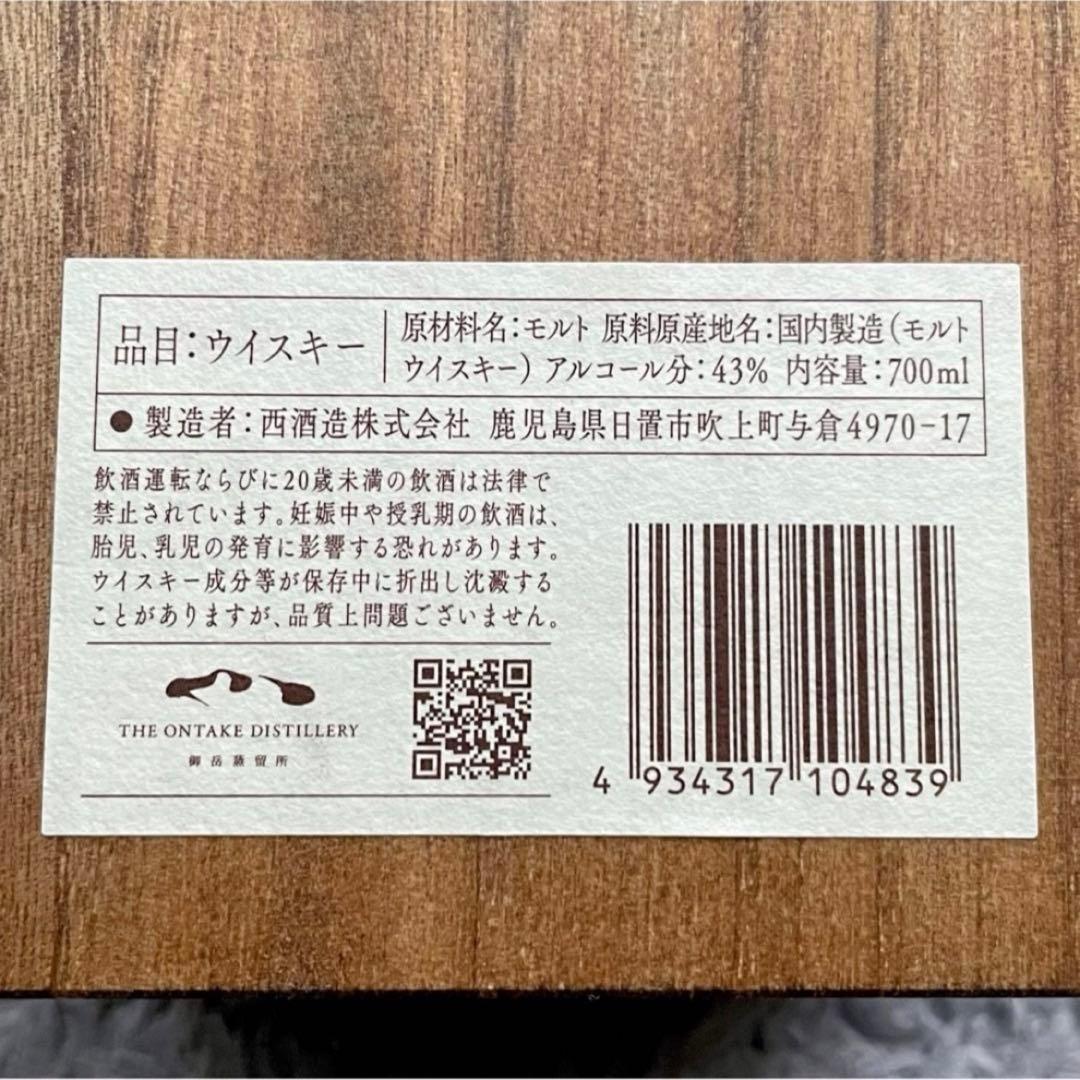 品目：ウイスキー
原材料名：モルト 原料原産地名：国内製造（モルト
ウイスキー） アルコール分：43% 内容量：700ml
● 製造者：西酒造株式会社 鹿児島県日置市吹上町与倉4970-17
飲酒運転ならびに20歳未満の飲酒は法律で
禁止されています。妊娠中や授乳期の飲酒は、
胎児、乳児の発育に影響する恐れがあります。
ウイスキー成分等が保存中に折出し沈澱する
ことがありますが、品質上問題ございません。
THE ONTAKE DISTILLERY
御岳蒸留所
4 934317 104839